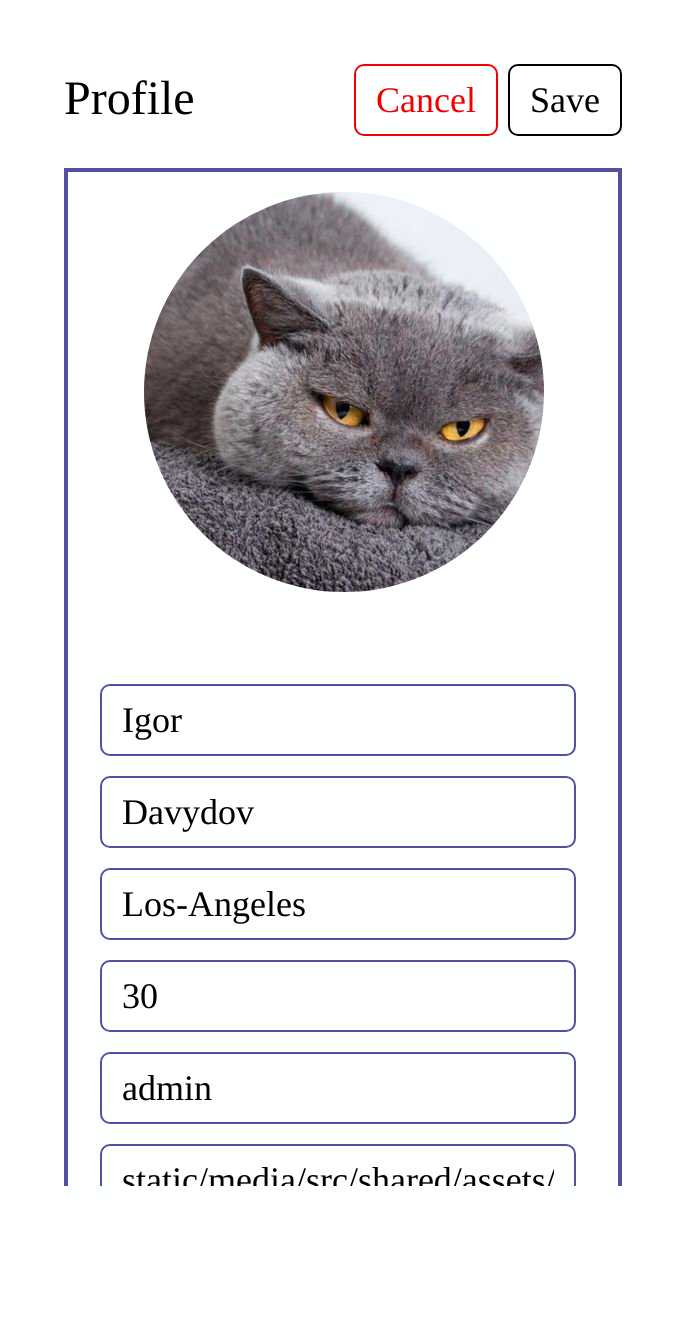 Profile
Cancel Save
Igor
Davydov
Los-Angeles
30
admin
static/media/src/shared/assets/